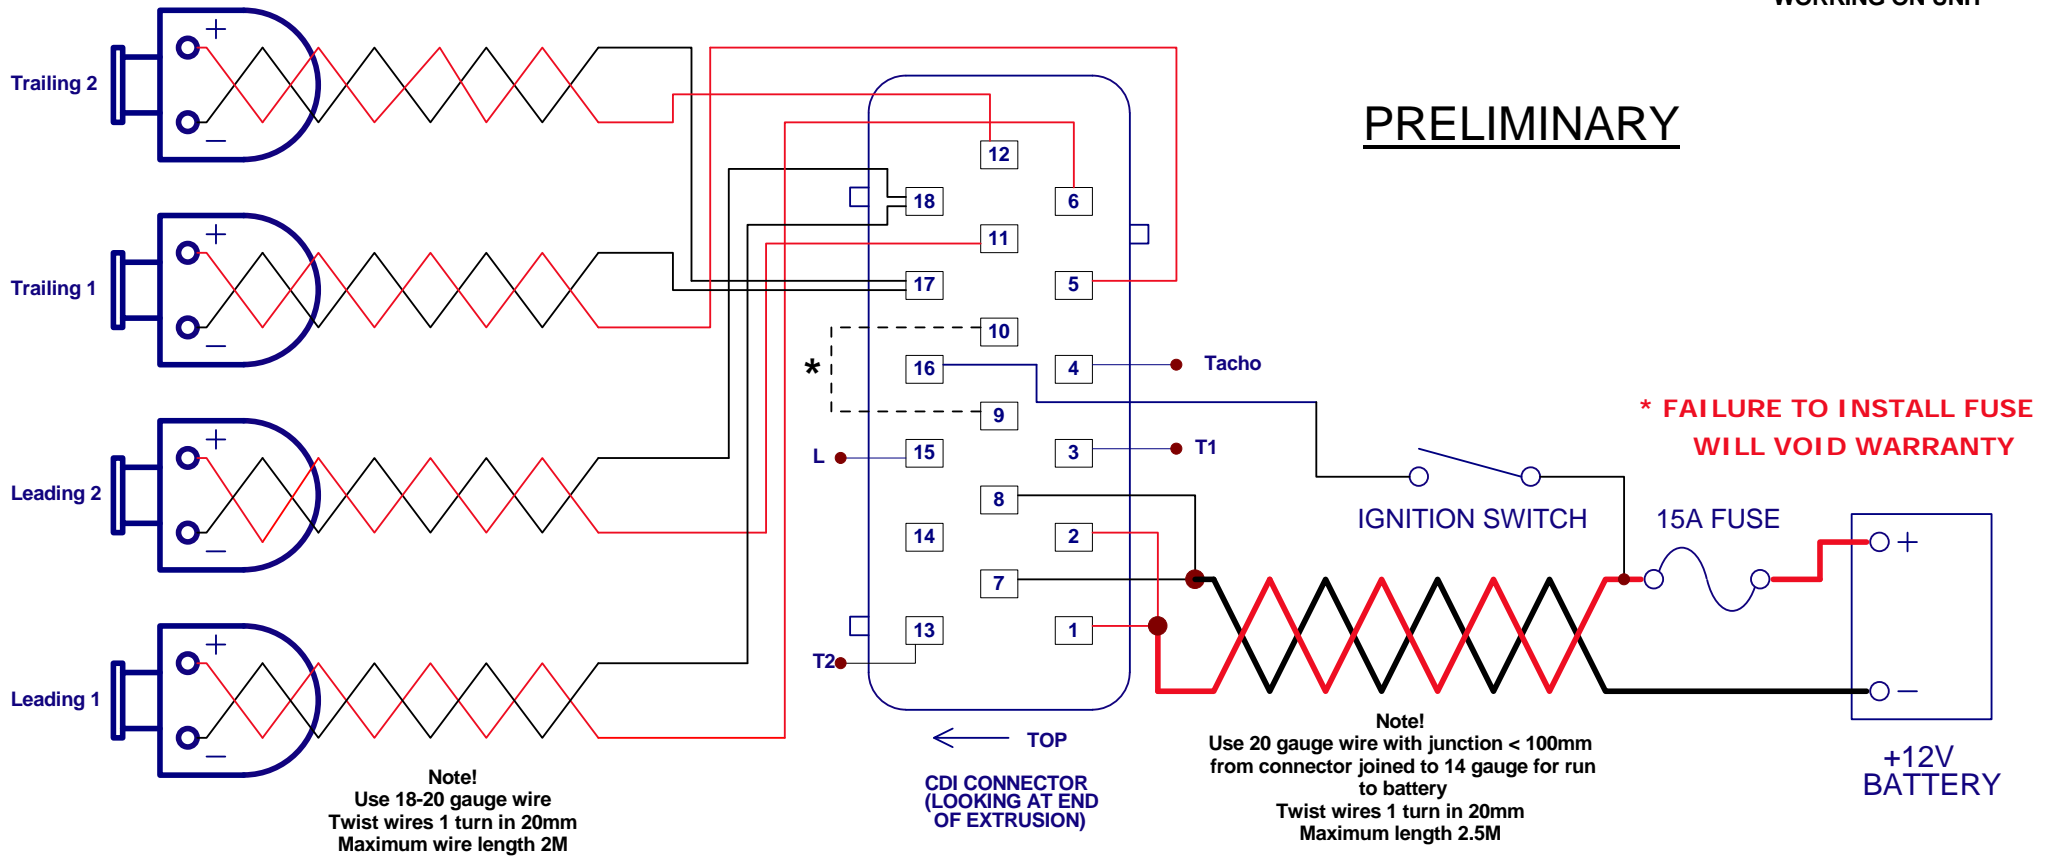 WORKING ON UNIT
PRELIMINARY
Trailing 2
+
−
Trailing 1
+
−
Leading 2
+
−
Leading 1
+
−
12
18
6
11
17
5
10
16
4
Tacho
*
9
15
L
3
T1
8
14
2
7
13
1
T2
* FAILURE TO INSTALL FUSE
WILL VOID WARRANTY
IGNITION SWITCH
15A FUSE
+
−
+12V
BATTERY
TOP
CDI CONNECTOR
(LOOKING AT END
OF EXTRUSION)
Note!
Use 18-20 gauge wire
Twist wires 1 turn in 20mm
Maximum wire length 2M
Note!
Use 20 gauge wire with junction < 100mm
from connector joined to 14 gauge for run
to battery
Twist wires 1 turn in 20mm
Maximum length 2.5M